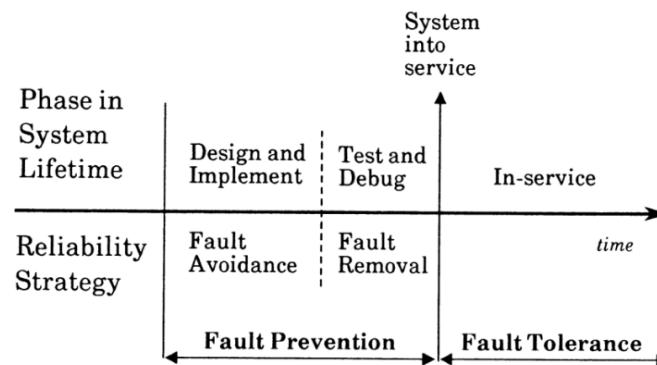 System
into
service
Phase in
System
Lifetime
Design and
Implement
Test and
Debug
In-service
Reliability
Strategy
Fault
Avoidance
Fault
Removal
time
Fault Prevention
Fault Tolerance